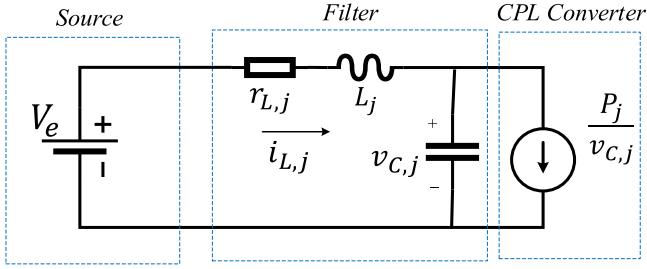 Source
Filter
CPL Converter
V_e
+
−
r_{L,j}
L_j
i_{L,j}
+
v_{C,j}
−
P_j
v_{C,j}